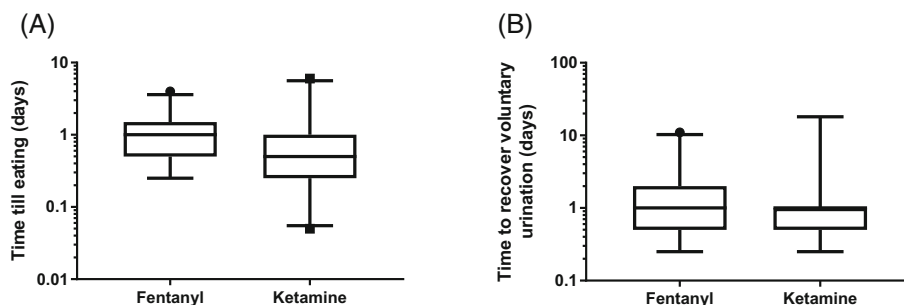 (A)
Time till eating (days)
10
1
0.1
0.01
Fentanyl
Ketamine
(B)
Time to recover voluntary
urination (days)
100
10
1
0.1
Fentanyl
Ketamine